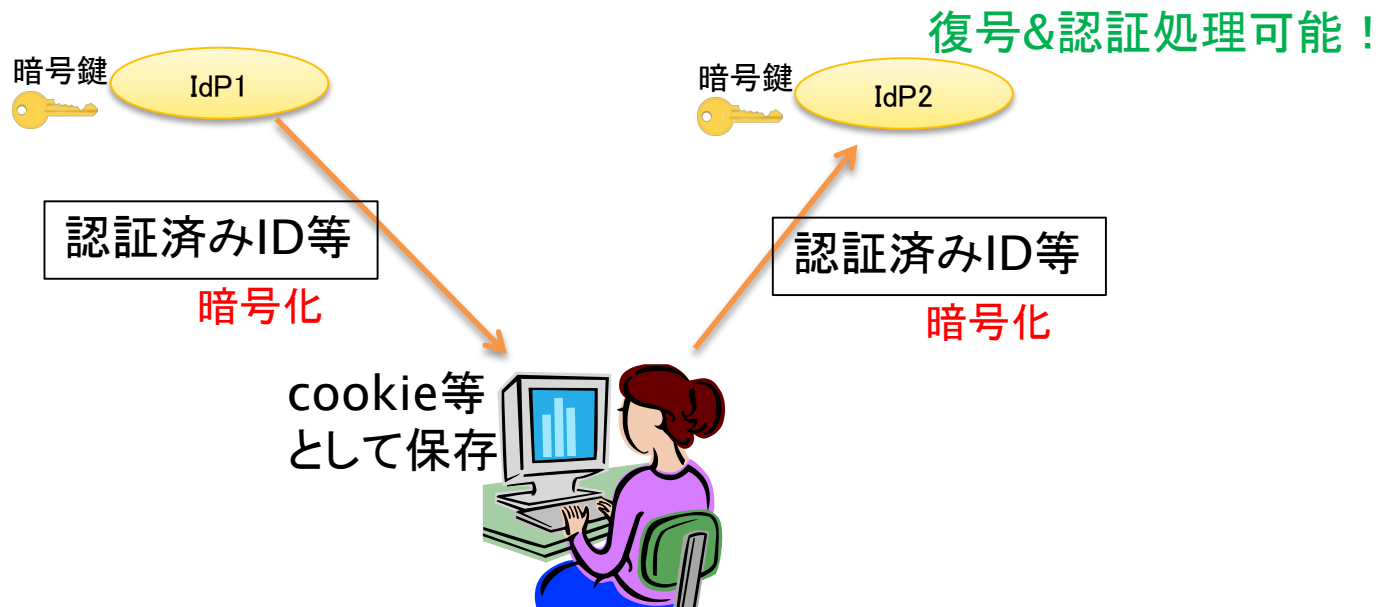 復号&認証処理可能！
暗号鍵
IdP1
暗号鍵
IdP2
認証済みID等
暗号化
認証済みID等
暗号化
cookie等
として保存